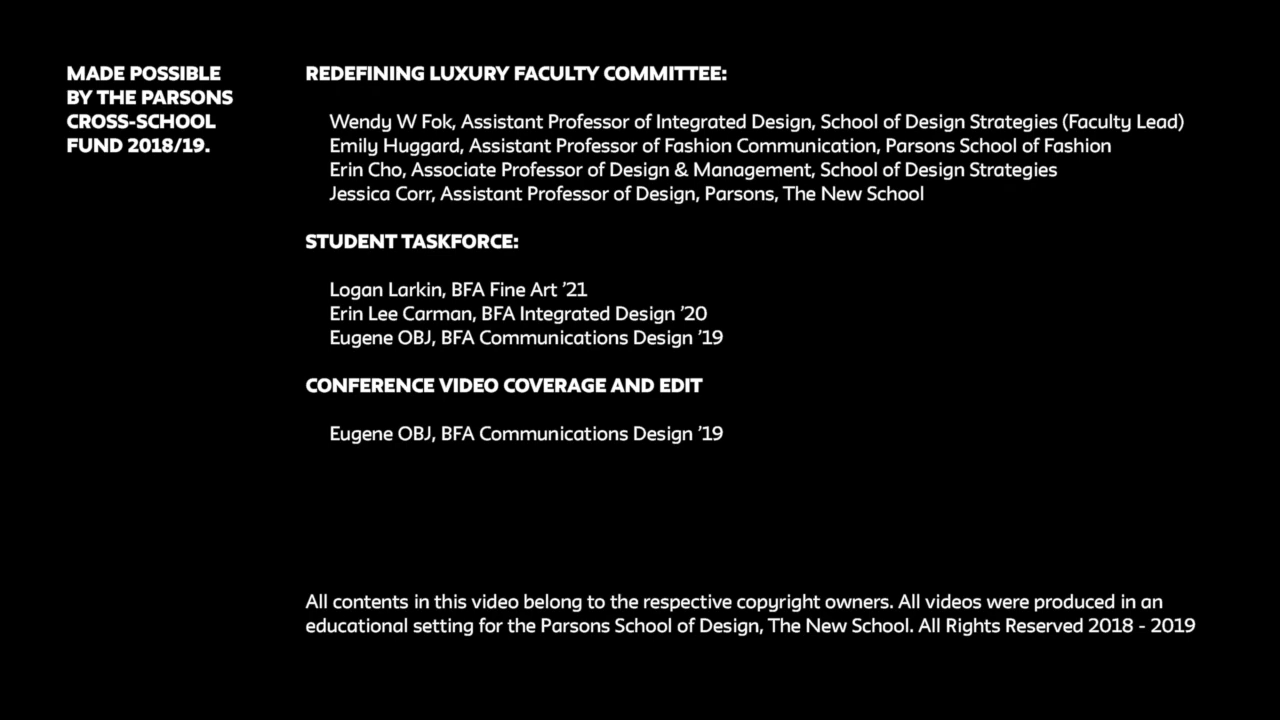 MADE POSSIBLE
BY THE PARSONS
CROSS-SCHOOL
FUND 2018/19.
REDEFINING LUXURY FACULTY COMMITTEE:
Wendy W Fok, Assistant Professor of Integrated Design, School of Design Strategies (Faculty Lead)
Emily Huggard, Assistant Professor of Fashion Communication, Parsons School of Fashion
Erin Cho, Associate Professor of Design & Management, School of Design Strategies
Jessica Corr, Assistant Professor of Design, Parsons, The New School
STUDENT TASKFORCE:
Logan Larkin, BFA Fine Art ’21
Erin Lee Carman, BFA Integrated Design ’20
Eugene OBJ, BFA Communications Design ’19
CONFERENCE VIDEO COVERAGE AND EDIT
Eugene OBJ, BFA Communications Design ’19
All contents in this video belong to the respective copyright owners. All videos were produced in an
educational setting for the Parsons School of Design, The New School. All Rights Reserved 2018 - 2019